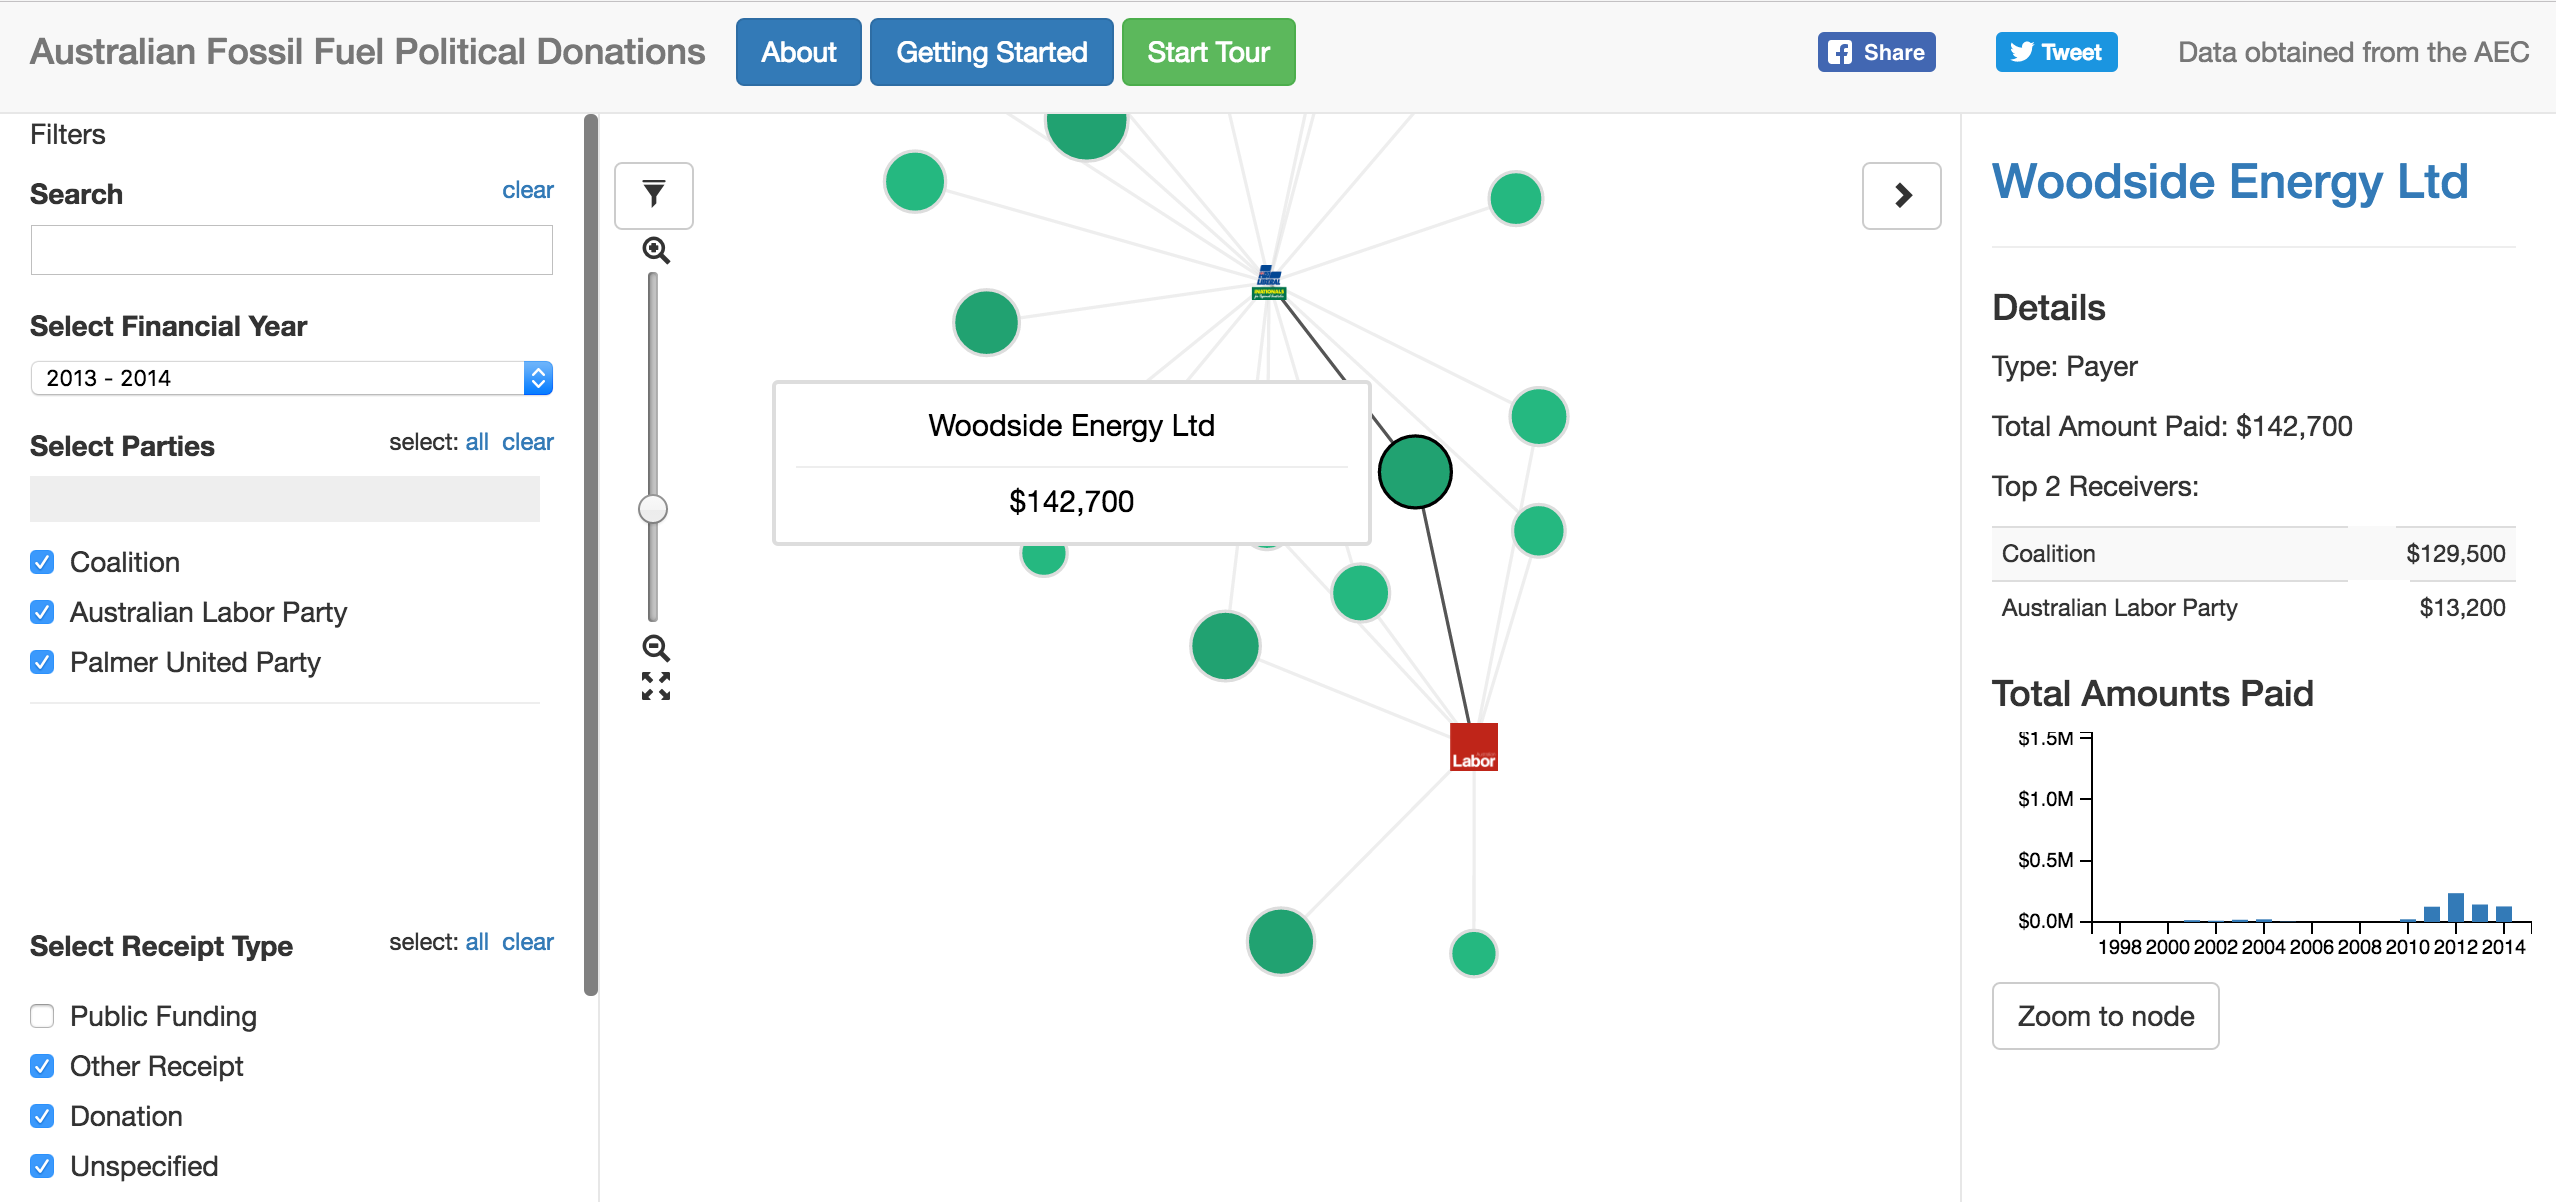 Australian Fossil Fuel Political Donations
About
Getting Started
Start Tour
Share
Tweet
Data obtained from the AEC
Filters
Search clear
Select Financial Year
2013 - 2014
Select Parties select: all clear
Coalition
Australian Labor Party
Palmer United Party
Select Receipt Type select: all clear
Public Funding
Other Receipt
Donation
Unspecified
LIBERAL
NATIONALS
Woodside Energy Ltd
$142,700
Labor
Woodside Energy Ltd
Details
Type: Payer
Total Amount Paid: $142,700
Top 2 Receivers:
Coalition $129,500
Australian Labor Party $13,200
Total Amounts Paid
$1.5M
$1.0M
$0.5M
$0.0M
1998 2000 2002 2004 2006 2008 2010 2012 2014
Zoom to node